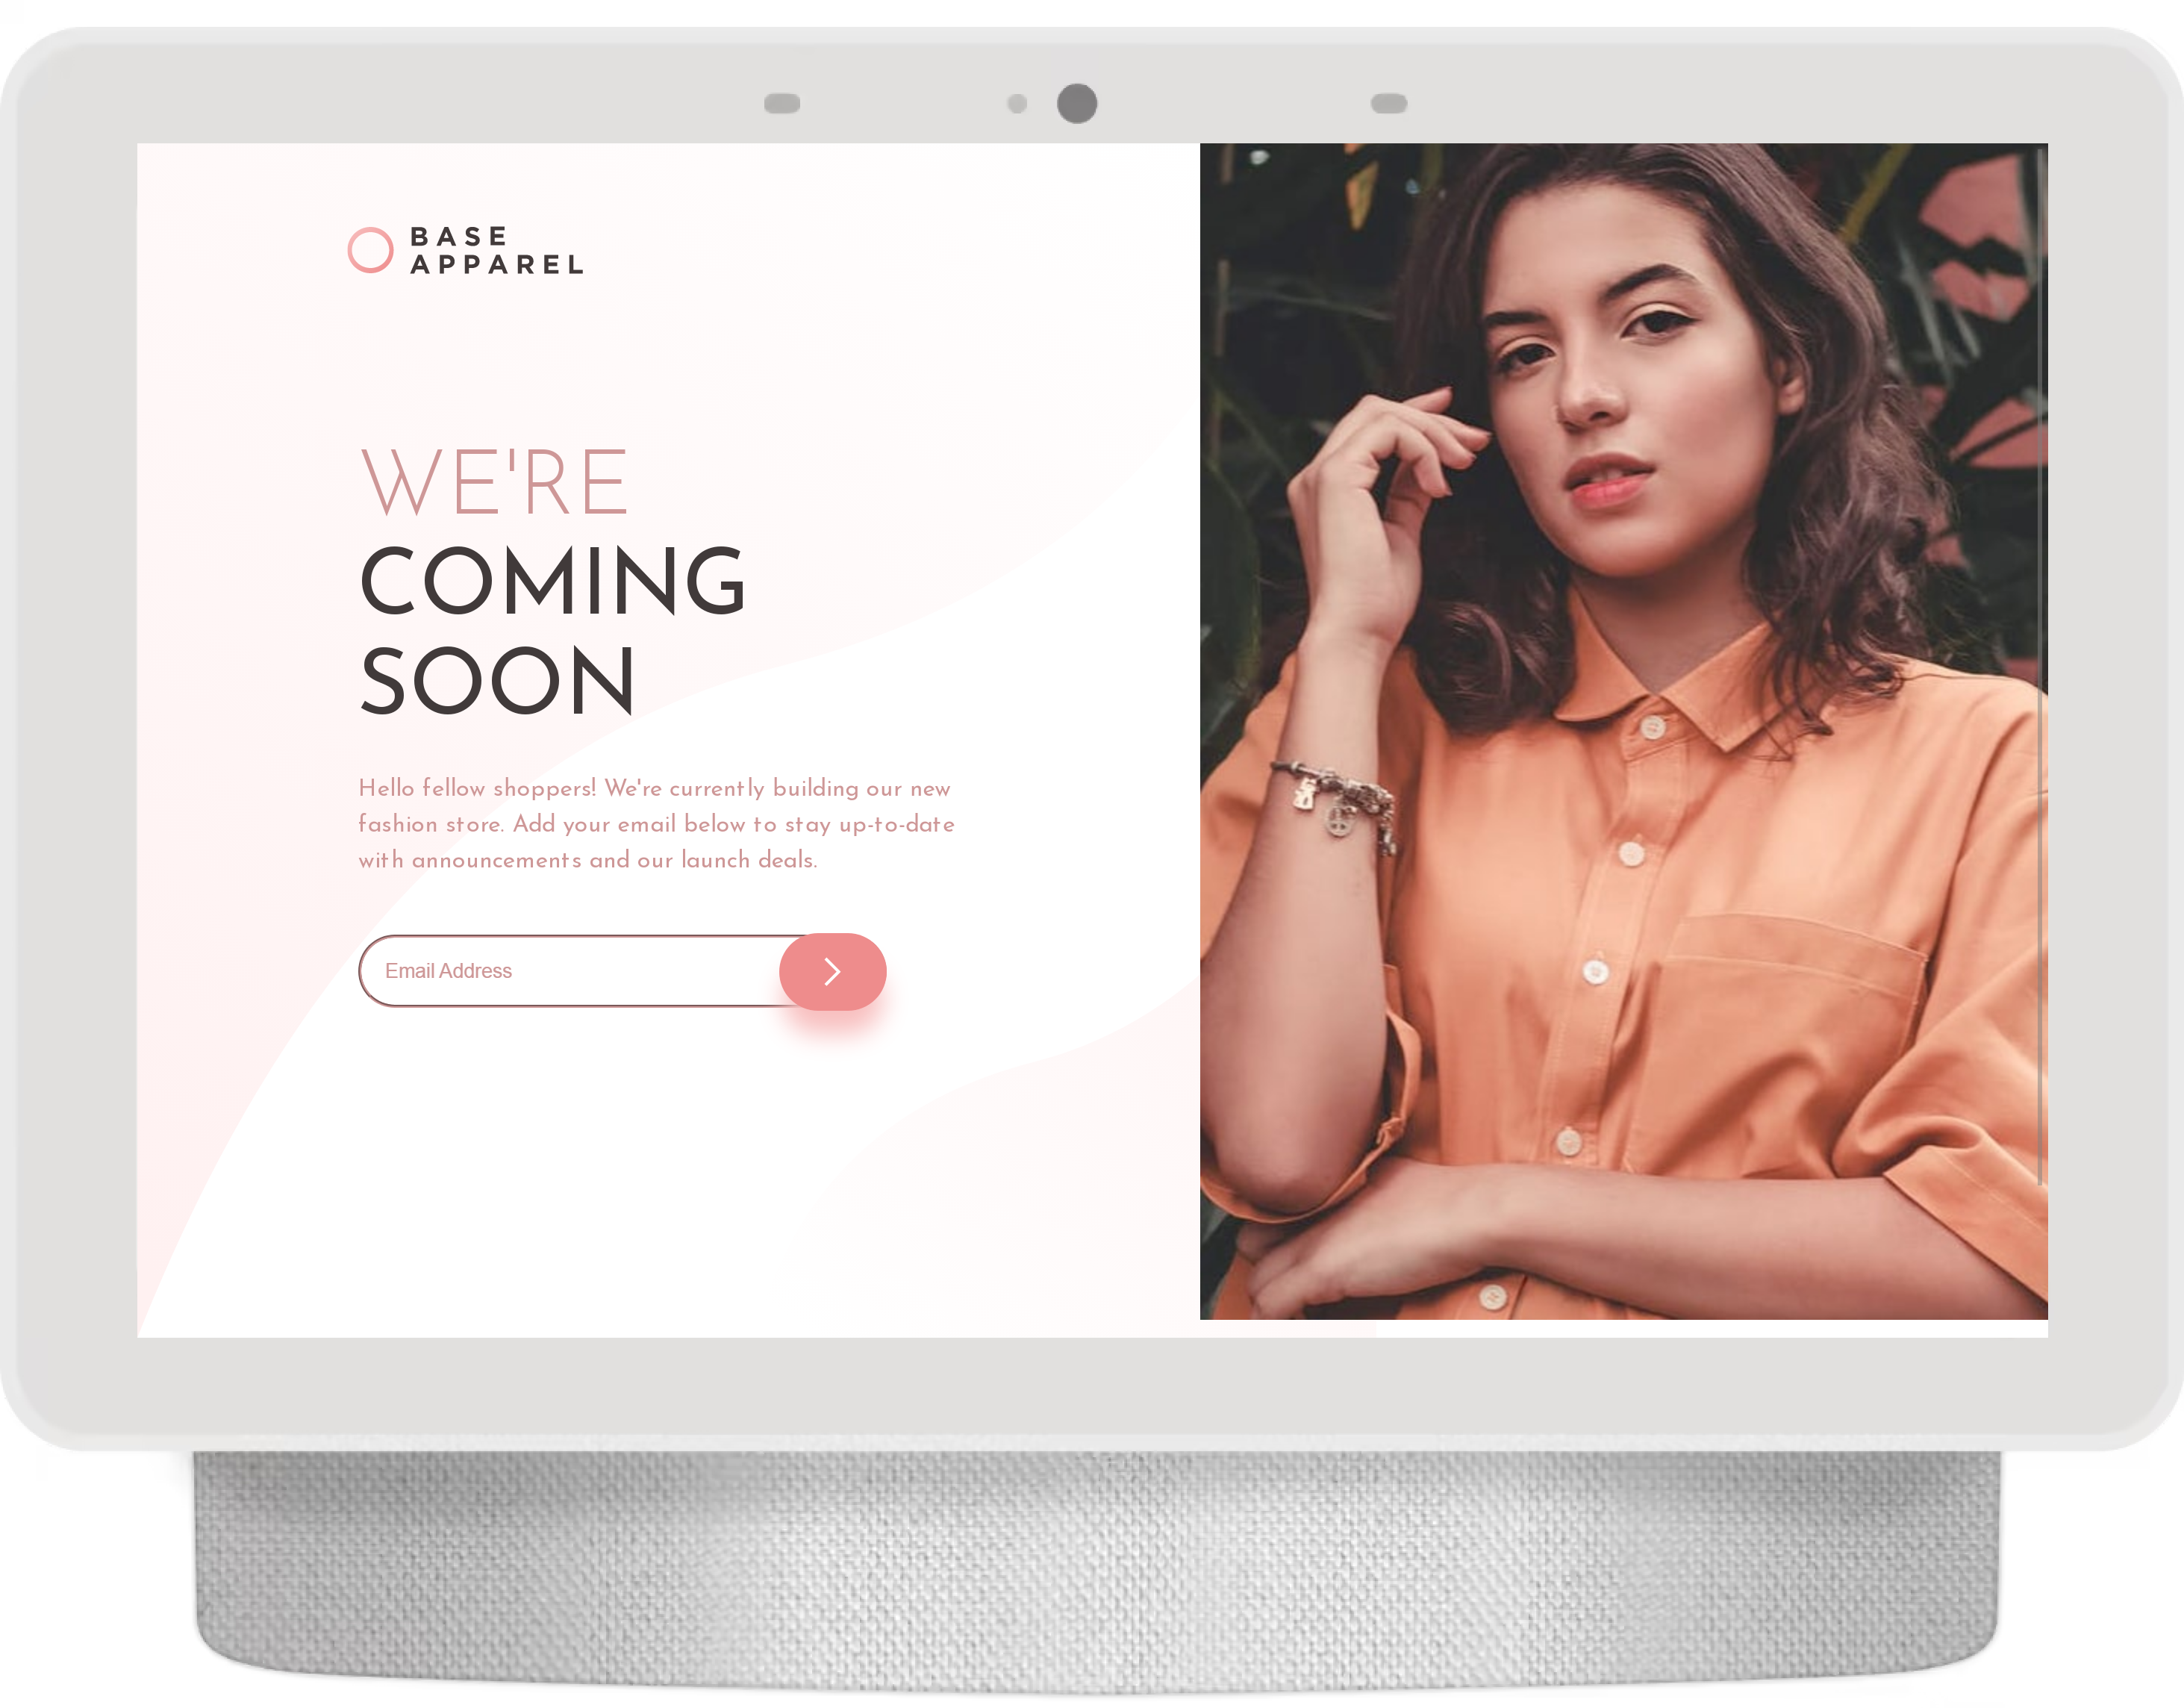 BASE
APPAREL
WE'RE
COMING
SOON
Hello fellow shoppers! We're currently building our new
fashion store. Add your email below to stay up-to-date
with announcements and our launch deals.
Email Address